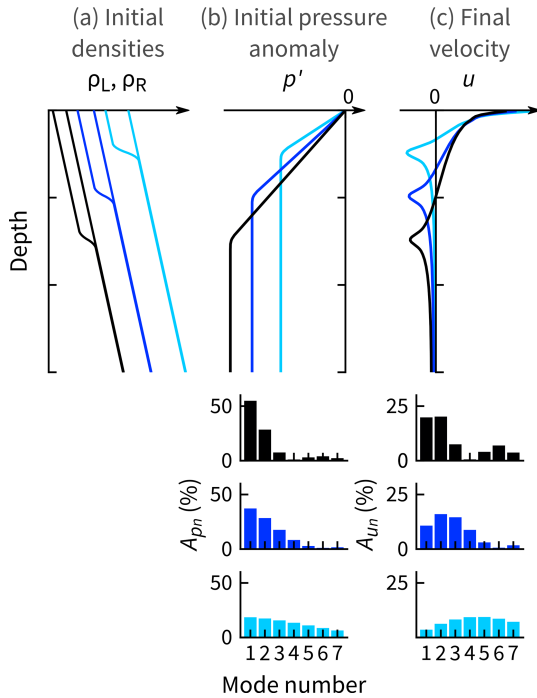 (a) Initial densities
(b) Initial pressure anomaly
(c) Final velocity
ρL, ρR
p'
u
0
0
Depth
50
0
25
0
Apn (%)
50
0
Aun (%)
25
0
50
0
25
0
1 2 3 4 5 6 7
1 2 3 4 5 6 7
Mode number